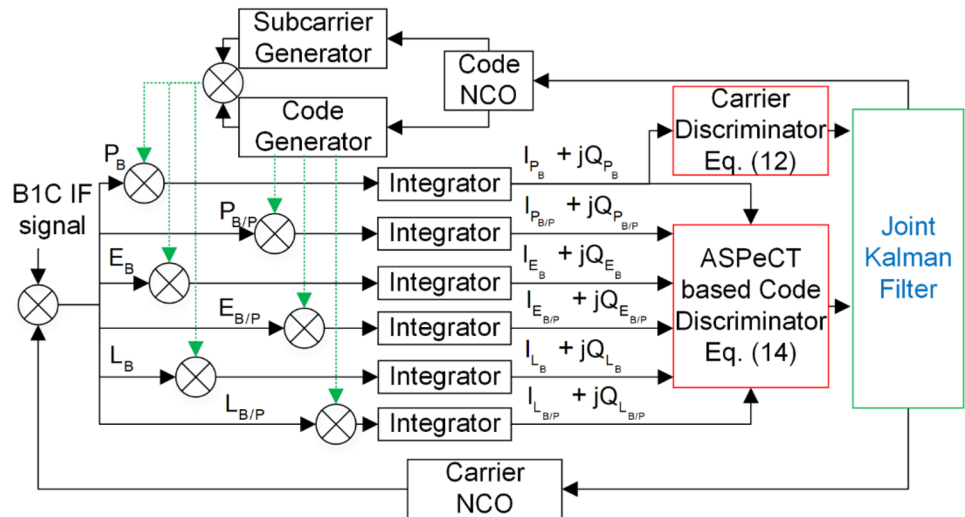 Subcarrier
Generator
Code
NCO
Code
Generator
Carrier
Discriminator
Eq. (12)
B1C IF
signal
P_B
Integrator
I_{P_B} + jQ_{P_B}
P_{B/P}
Integrator
I_{P_{B/P}} + jQ_{P_{B/P}}
E_B
Integrator
I_{E_B} + jQ_{E_B}
E_{B/P}
Integrator
I_{E_{B/P}} + jQ_{E_{B/P}}
L_B
Integrator
I_{L_B} + jQ_{L_B}
L_{B/P}
Integrator
I_{L_{B/P}} + jQ_{L_{B/P}}
ASPeCT
based Code
Discriminator
Eq. (14)
Joint
Kalman
Filter
Carrier
NCO